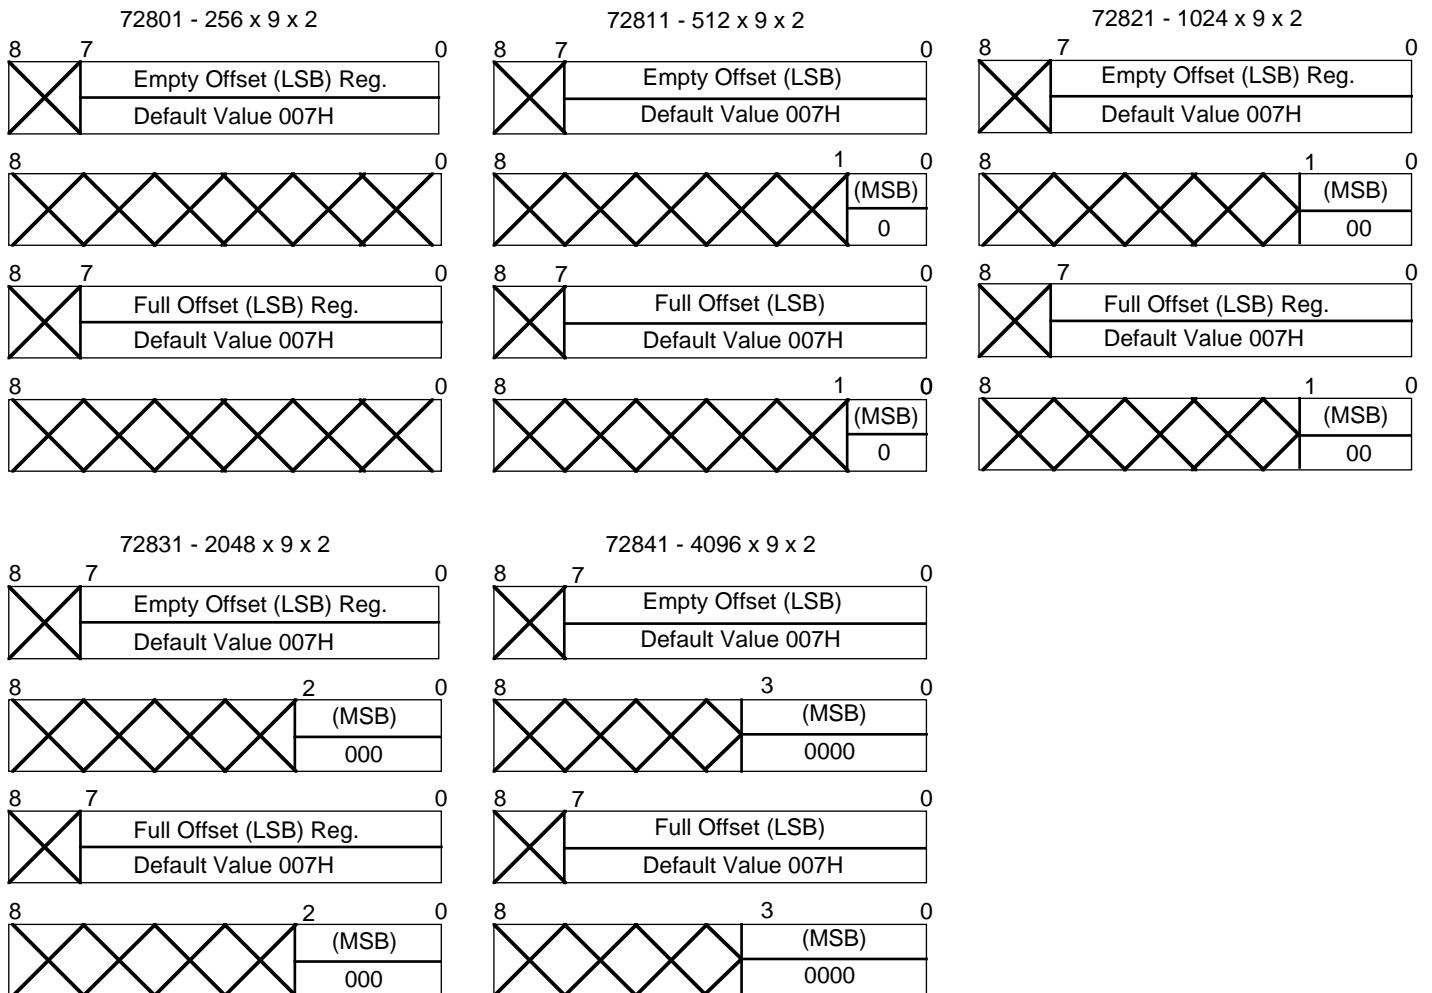 72801 - 256 x 9 x 2
8 7 0
Empty Offset (LSB) Reg.
Default Value 007H
8 0
8 7 0
Full Offset (LSB) Reg.
Default Value 007H
8 0
72811 - 512 x 9 x 2
8 7 0
Empty Offset (LSB)
Default Value 007H
8 1 0
(MSB)
0
8 7 0
Full Offset (LSB)
Default Value 007H
8 1 0
(MSB)
0
72821 - 1024 x 9 x 2
8 7 0
Empty Offset (LSB) Reg.
Default Value 007H
8 1 0
(MSB)
00
8 7 0
Full Offset (LSB) Reg.
Default Value 007H
8 1 0
(MSB)
00
72831 - 2048 x 9 x 2
8 7 0
Empty Offset (LSB) Reg.
Default Value 007H
8 2 0
(MSB)
000
8 7 0
Full Offset (LSB) Reg.
Default Value 007H
8 2 0
(MSB)
000
72841 - 4096 x 9 x 2
8 7 0
Empty Offset (LSB)
Default Value 007H
8 3 0
(MSB)
0000
8 7 0
Full Offset (LSB)
Default Value 007H
8 3 0
(MSB)
0000